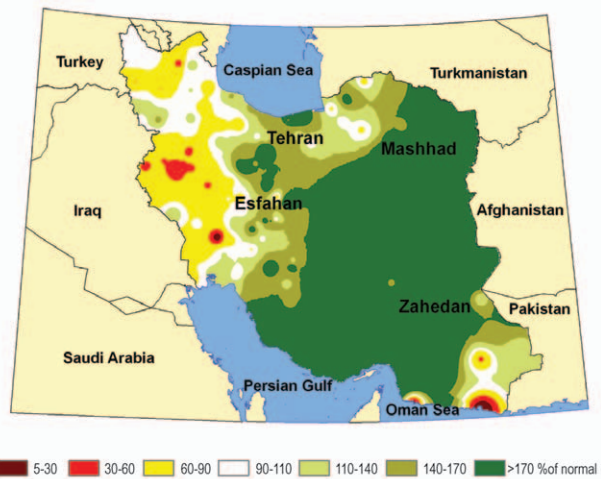 Turkey
Caspian Sea
Turkmanistan
Tehran
Mashhad
Iraq
Esfahan
Afghanistan
Zahedan
Pakistan
Saudi Arabia
Persian Gulf
Oman Sea
5-30 30-60 60-90 90-110 110-140 140-170 >170 %of normal